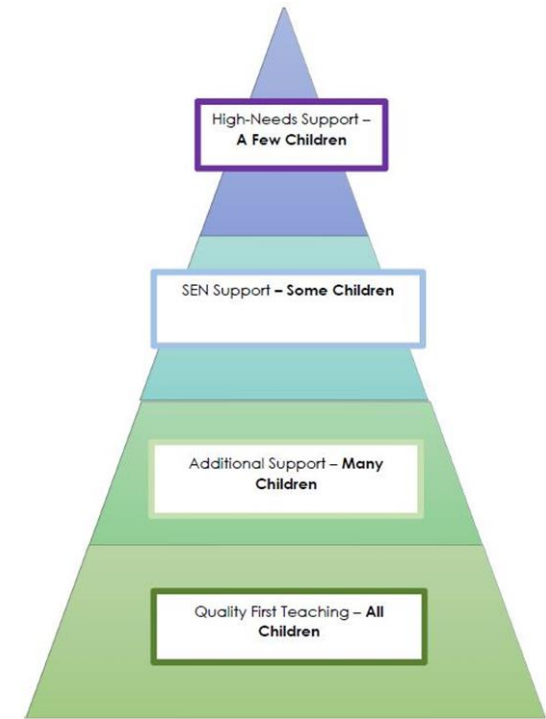 High-Needs Support –
A Few Children
SEN Support – Some Children
Additional Support – Many
Children
Quality First Teaching – All
Children